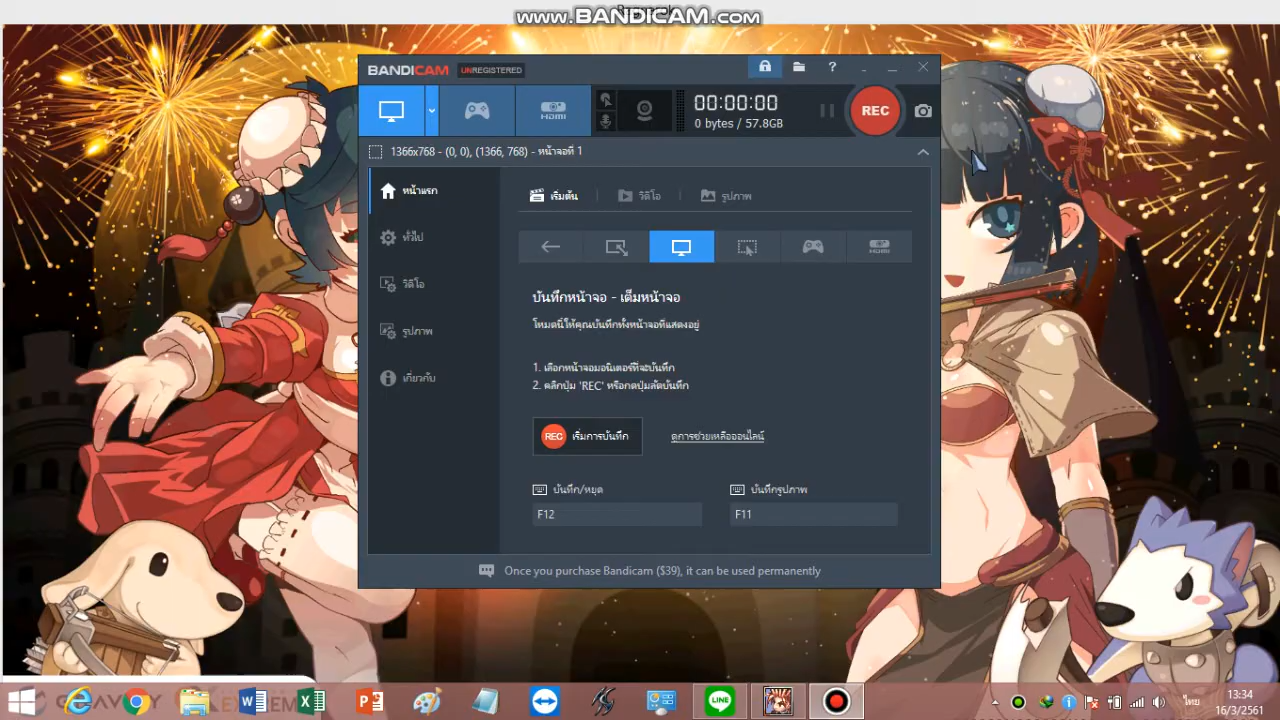 www.BANDICAM.com
BANDICAM UNREGISTERED
HDMI
00:00:00
0 bytes / 57.8GB
REC
1366x768 - (0, 0), (1366, 768) - หน้าจอที่ 1
หน้าแรก
ทั่วไป
วิดีโอ
รูปภาพ
เกี่ยวกับ
เริ่มต้น
วิดีโอ
รูปภาพ
HDMI
บันทึกหน้าจอ - เต็มหน้าจอ
โหมดนี้ให้คุณบันทึกทั้งหน้าจอที่แสดงอยู่
1. เลือกหน้าจอมอนิเตอร์ที่จะบันทึก
2. คลิกปุ่ม 'REC' หรือกดปุ่มลัดบันทึก
REC เริ่มการบันทึก
ดูการช่วยเหลือออนไลน์
บันทึก/หยุด
บันทึกรูปภาพ
F12
F11
Once you purchase Bandicam ($39), it can be used permanently
LINE
ไทย
13:34
16/3/2561